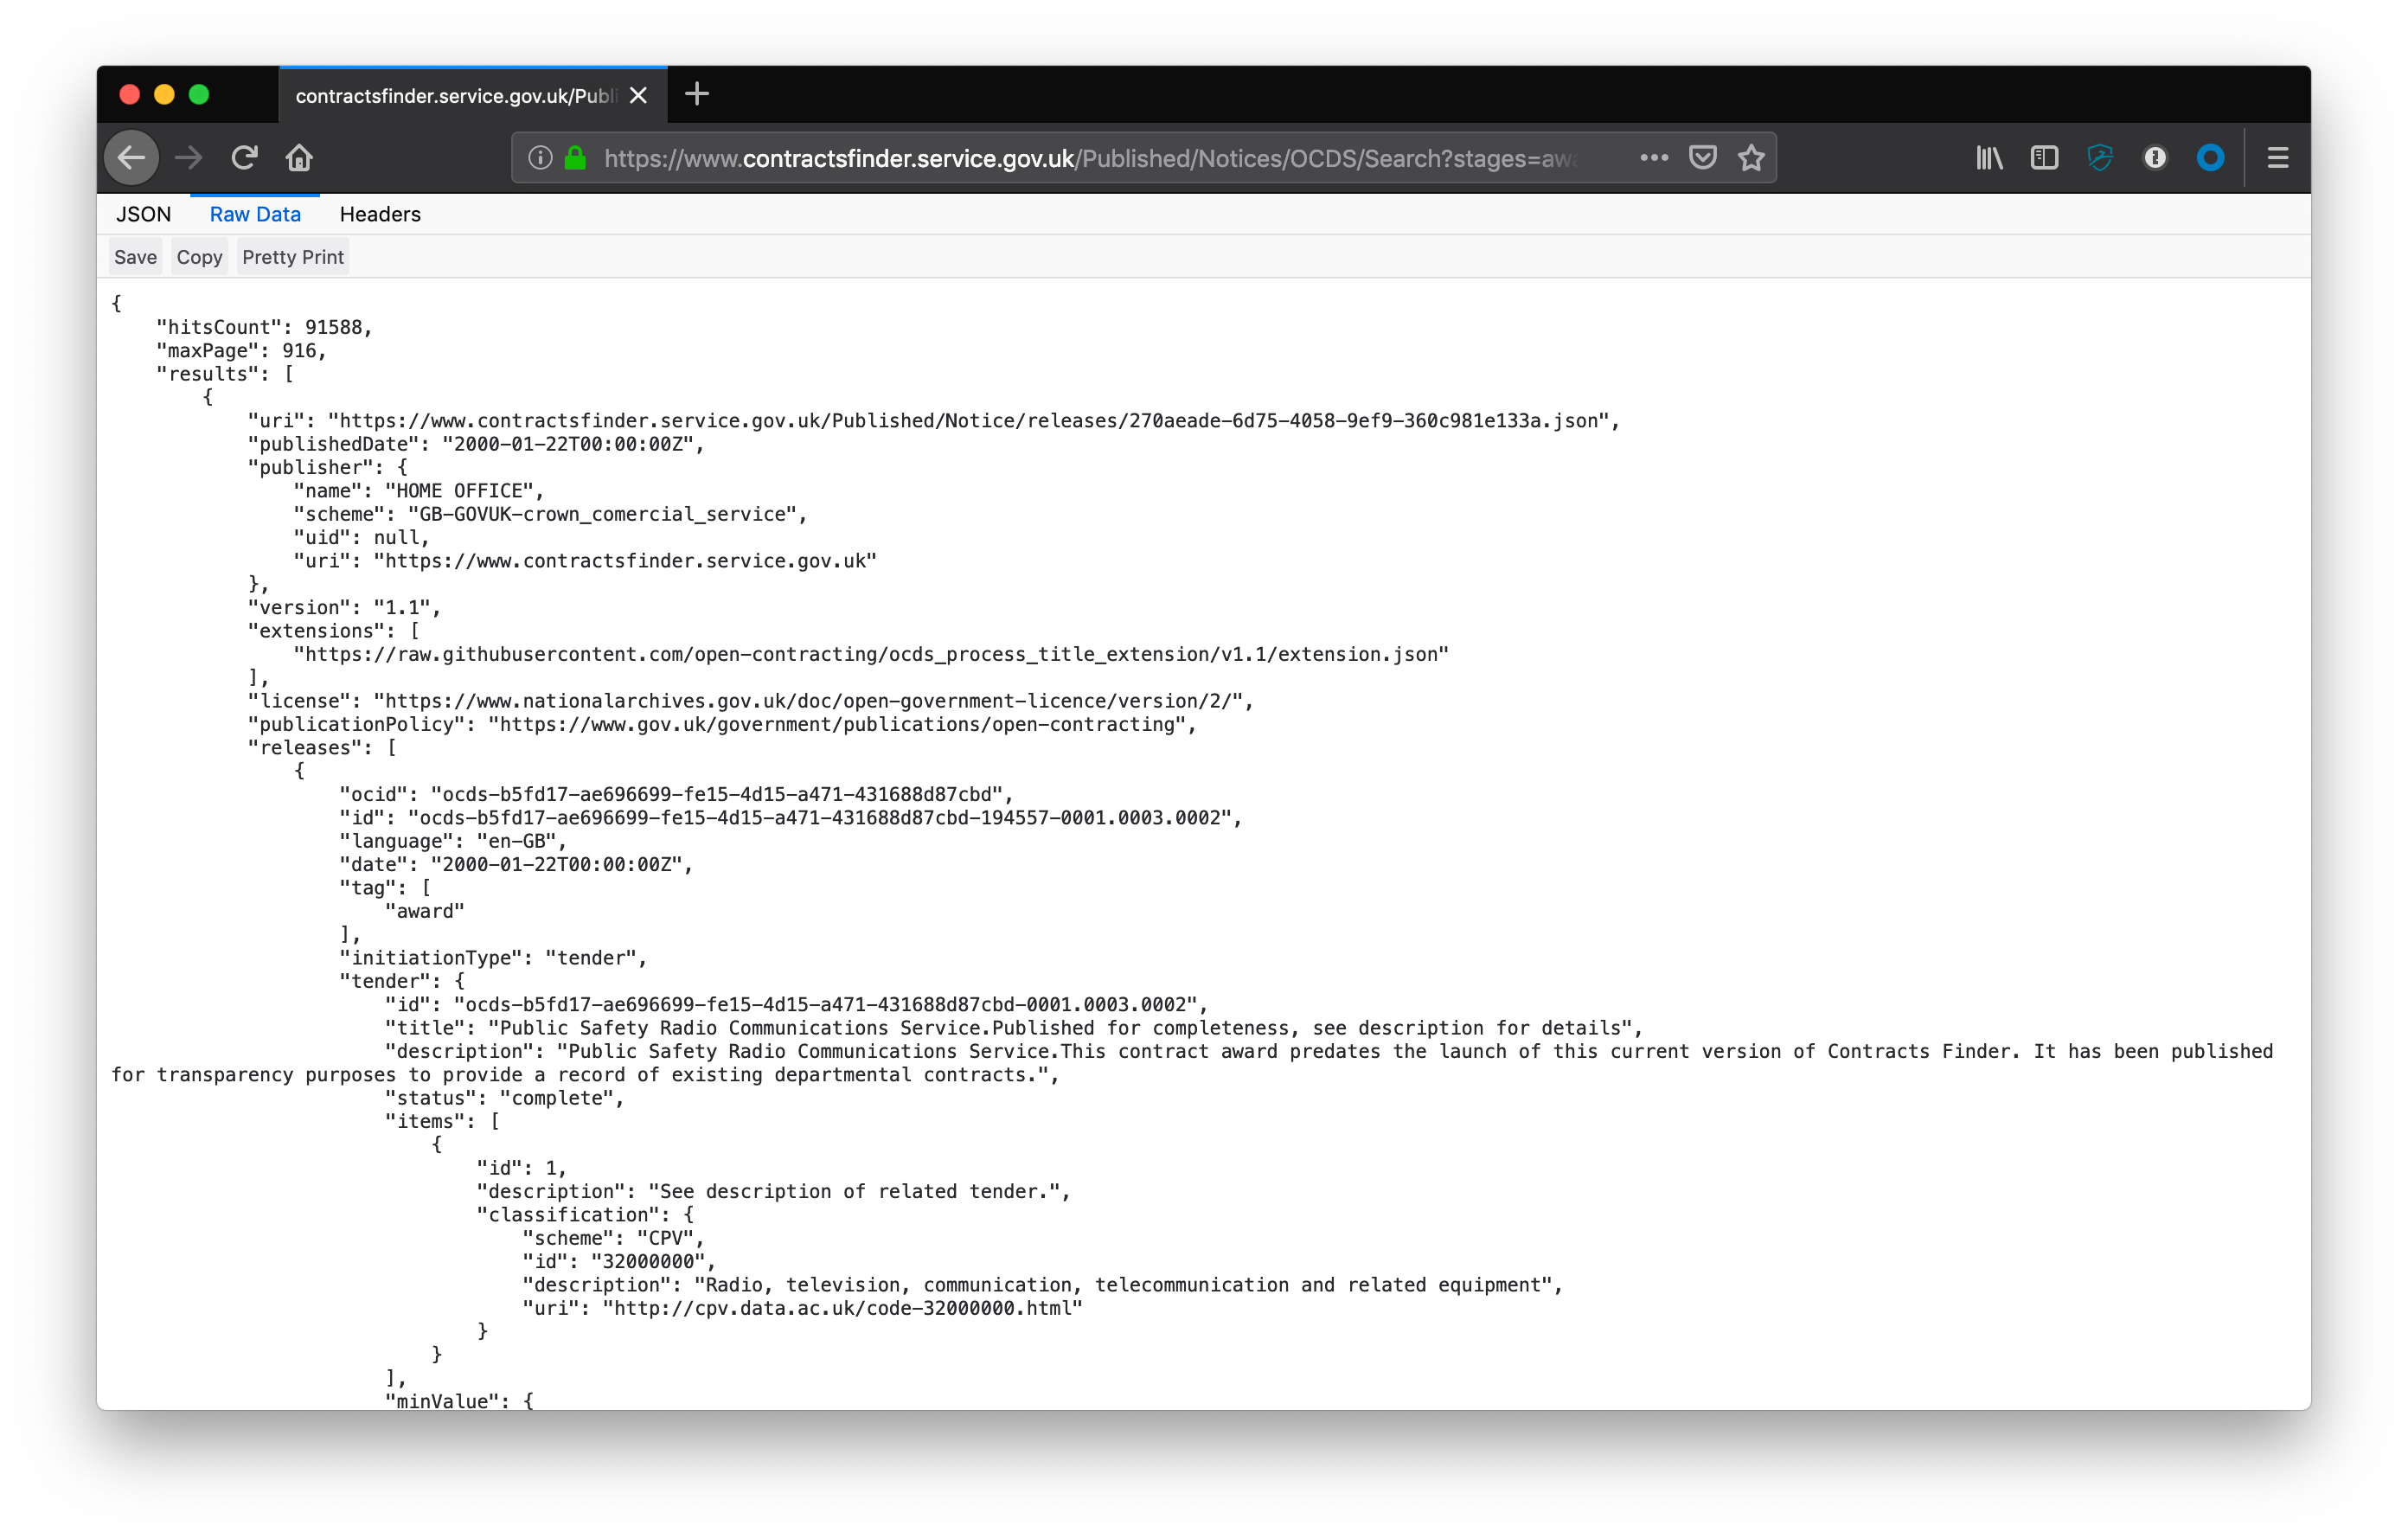 contractsfinder.service.gov.uk/Publi
https://www.contractsfinder.service.gov.uk/Published/Notices/OCDS/Search?stages=awa
JSON Raw Data Headers
Save Copy Pretty Print
{
    "hitsCount": 91588,
    "maxPage": 916,
    "results": [
        {
            "uri": "https://www.contractsfinder.service.gov.uk/Published/Notice/releases/270aeade-6d75-4058-9ef9-360c981e133a.json",
            "publishedDate": "2000-01-22T00:00:00Z",
            "publisher": {
                "name": "HOME OFFICE",
                "scheme": "GB-GOVUK-crown_comercial_service",
                "uid": null,
                "uri": "https://www.contractsfinder.service.gov.uk"
            },
            "version": "1.1",
            "extensions": [
                "https://raw.githubusercontent.com/open-contracting/ocds_process_title_extension/v1.1/extension.json"
            ],
            "license": "https://www.nationalarchives.gov.uk/doc/open-government-licence/version/2/",
            "publicationPolicy": "https://www.gov.uk/government/publications/open-contracting",
            "releases": [
                {
                    "ocid": "ocds-b5fd17-ae696699-fe15-4d15-a471-431688d87cbd",
                    "id": "ocds-b5fd17-ae696699-fe15-4d15-a471-431688d87cbd-194557-0001.0003.0002",
                    "language": "en-GB",
                    "date": "2000-01-22T00:00:00Z",
                    "tag": [
                        "award"
                    ],
                    "initiationType": "tender",
                    "tender": {
                        "id": "ocds-b5fd17-ae696699-fe15-4d15-a471-431688d87cbd-0001.0003.0002",
                        "title": "Public Safety Radio Communications Service.Published for completeness, see description for details",
                        "description": "Public Safety Radio Communications Service.This contract award predates the launch of this current version of Contracts Finder. It has been published
for transparency purposes to provide a record of existing departmental contracts.",
                        "status": "complete",
                        "items": [
                            {
                                "id": 1,
                                "description": "See description of related tender.",
                                "classification": {
                                    "scheme": "CPV",
                                    "id": "32000000",
                                    "description": "Radio, television, communication, telecommunication and related equipment",
                                    "uri": "http://cpv.data.ac.uk/code-32000000.html"
                                }
                            }
                        ],
                        "minValue": {